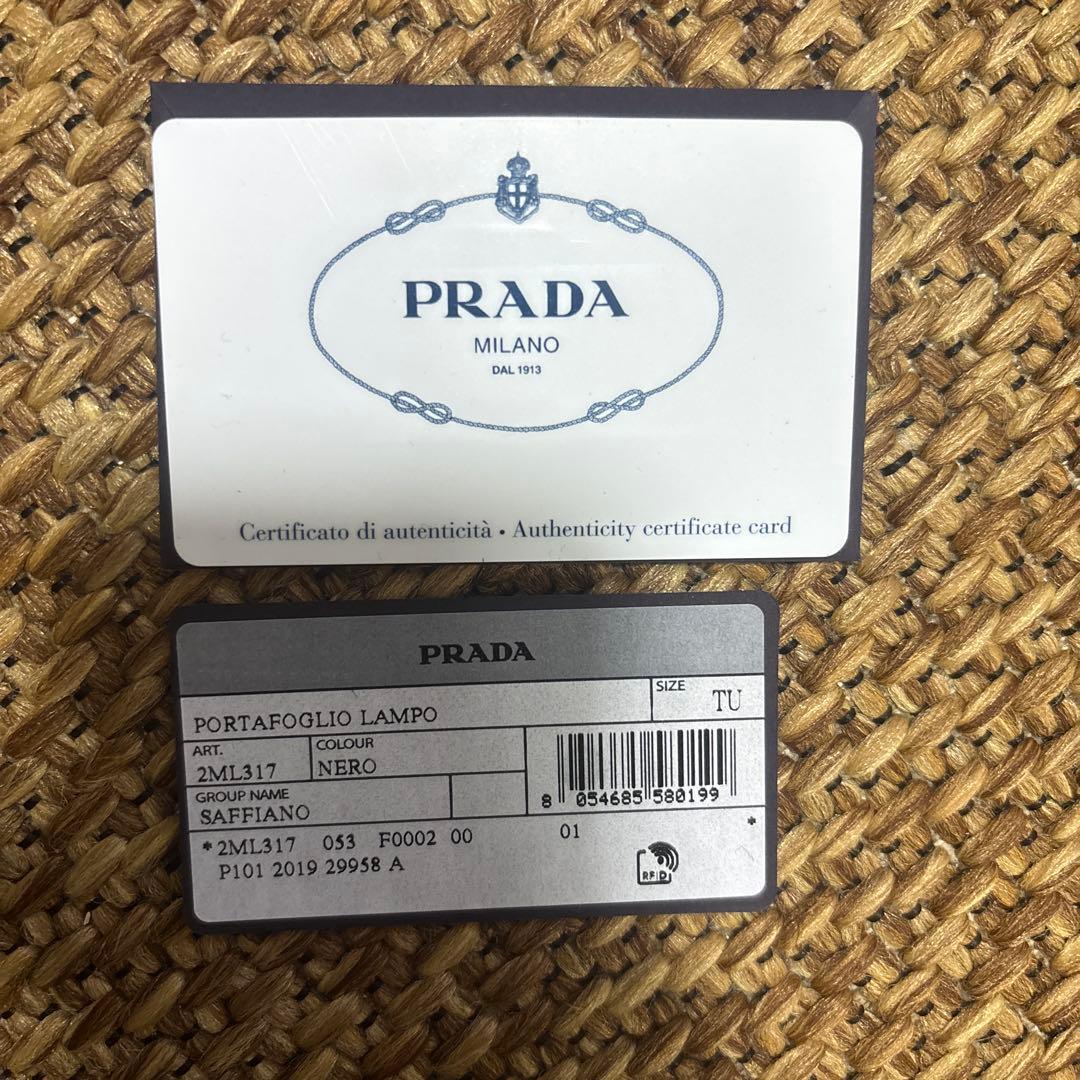 PRADA
MILANO
DAL 1913
Certificato di autenticità • Authenticity certificate card
PRADA
PORTAFOGLIO LAMPO
SIZE
TU
ART.
2ML317
COLOUR
NERO
GROUP NAME
SAFFIANO
8 054685 580199
*2ML317 053 F0002 00 01 *
P101 2019 29958 A
RFID